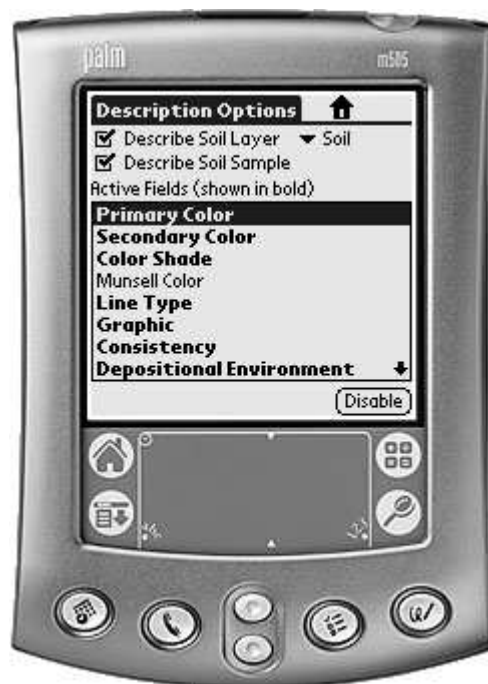 palm m505
Description Options
Describe Soil Layer Soil
Describe Soil Sample
Active Fields (shown in bold)
Primary Color
Secondary Color
Color Shade
Munsell Color
Line Type
Graphic
Consistency
Depositional Environment
Disable